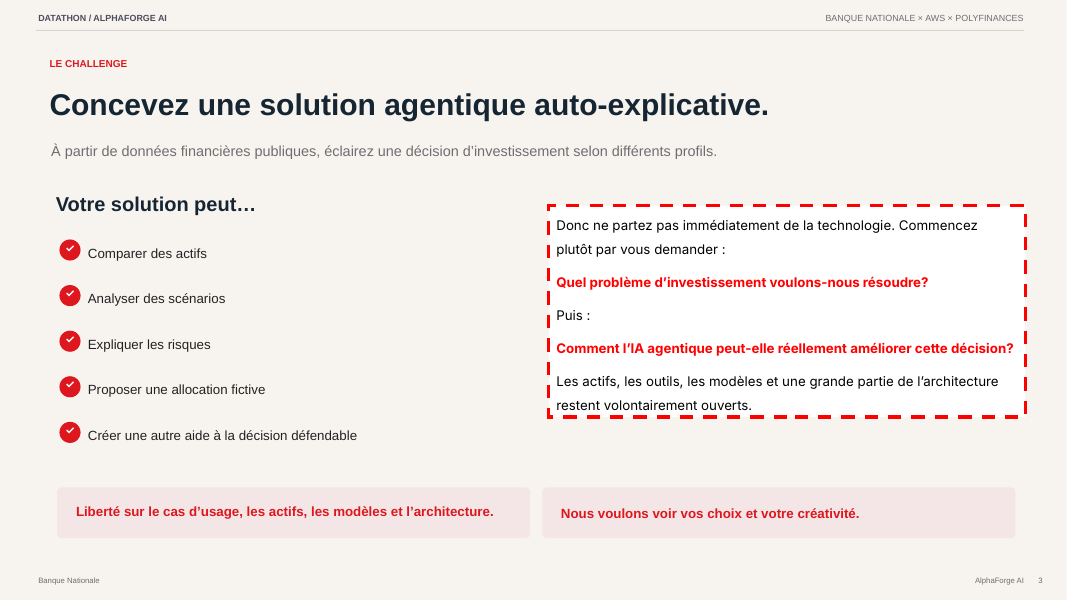 DATATHON / ALPHAFORGE AI
BANQUE NATIONALE × AWS × POLYFINANCES
LE CHALLENGE
Concevez une solution agentique auto-explicative.
À partir de données financières publiques, éclairez une décision d’investissement selon différents profils.
Votre solution peut…
Comparer des actifs
Analyser des scénarios
Expliquer les risques
Proposer une allocation fictive
Créer une autre aide à la décision défendable
Donc ne partez pas immédiatement de la technologie. Commencez
plutôt par vous demander :
Quel problème d’investissement voulons-nous résoudre?
Puis :
Comment l’IA agentique peut-elle réellement améliorer cette décision?
Les actifs, les outils, les modèles et une grande partie de l’architecture
restent volontairement ouverts.
Liberté sur le cas d’usage, les actifs, les modèles et l’architecture.
Nous voulons voir vos choix et votre créativité.
Banque Nationale
AlphaForge AI 3